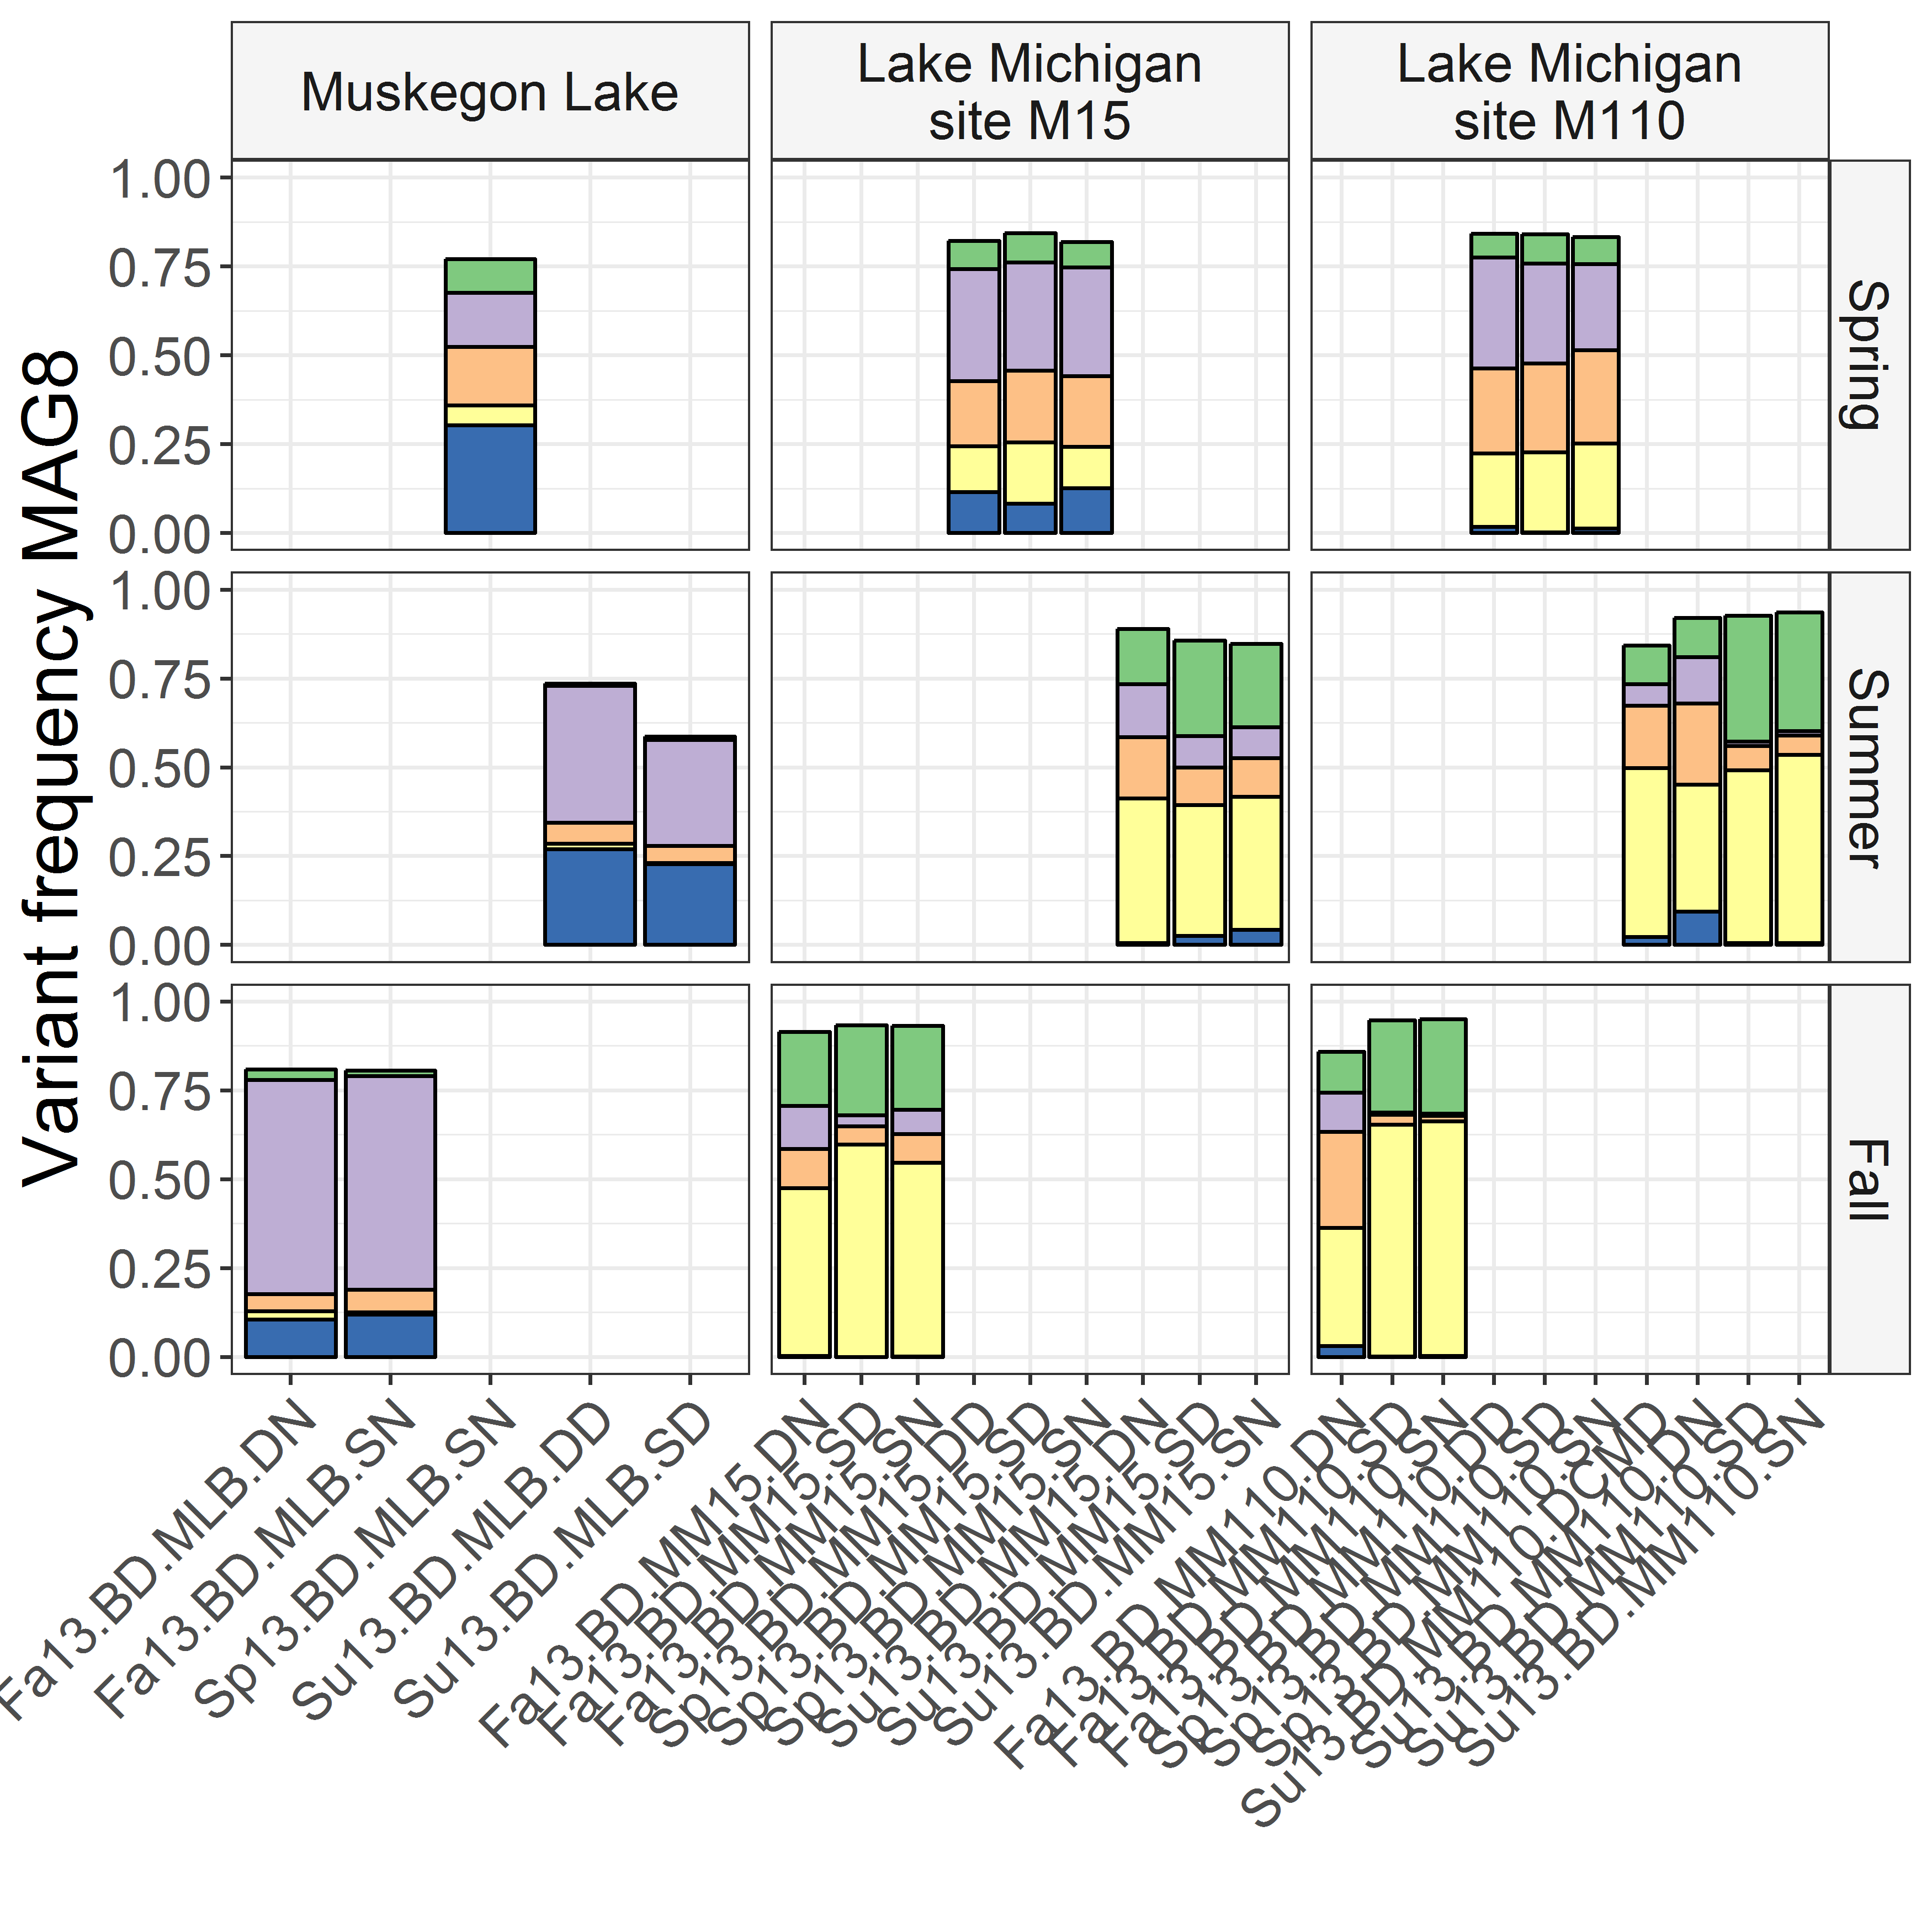 Muskegon Lake
Lake Michigan
site M15
Lake Michigan
site M110
Variant frequency MAG8
1.00
0.75
0.50
0.25
0.00
Spring
1.00
0.75
0.50
0.25
0.00
Summer
1.00
0.75
0.50
0.25
0.00
Fall
Fa13.BD.MLB.DN
Fa13.BD.MLB.SN
Sp13.BD.MLB.SN
Su13.BD.MLB.DD
Su13.BD.MLB.SD
Fa13.BD.MM15.DN
Fa13.BD.MM15.SD
Fa13.BD.MM15.SN
Sp13.BD.MM15.DD
Sp13.BD.MM15.SD
Sp13.BD.MM15.SN
Su13.BD.MM15.DN
Su13.BD.MM15.SD
Su13.BD.MM15.SN
Fa13.BD.MM110.DN
Fa13.BD.MM110.SD
Fa13.BD.MM110.SN
Sp13.BD.MM110.DD
Sp13.BD.MM110.SD
Sp13.BD.MM110.SN
Su13.BD.MM110.DCMD
Su13.BD.MM110.DN
Su13.BD.MM110.SD
Su13.BD.MM110.SN